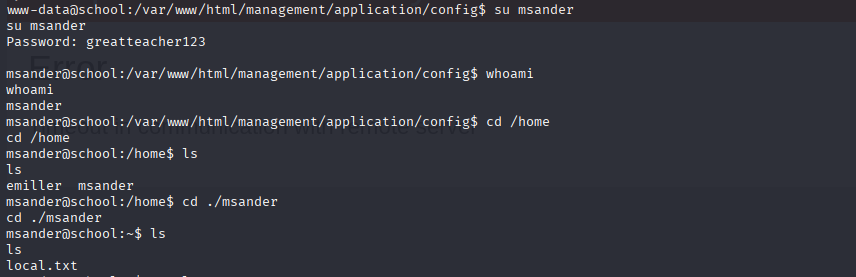 www-data@school:/var/www/html/management/application/config$ su msander
su msander
Password: greatteacher123
Error
msander@school:/var/www/html/management/application/config$ whoami
whoami
msander
msander@school:/var/www/html/management/application/config$ cd /home
cd /home
msander@school:/home$ ls
ls
emiller  msander
msander@school:/home$ cd ./msander
cd ./msander
msander@school:~$ ls
ls
local.txt